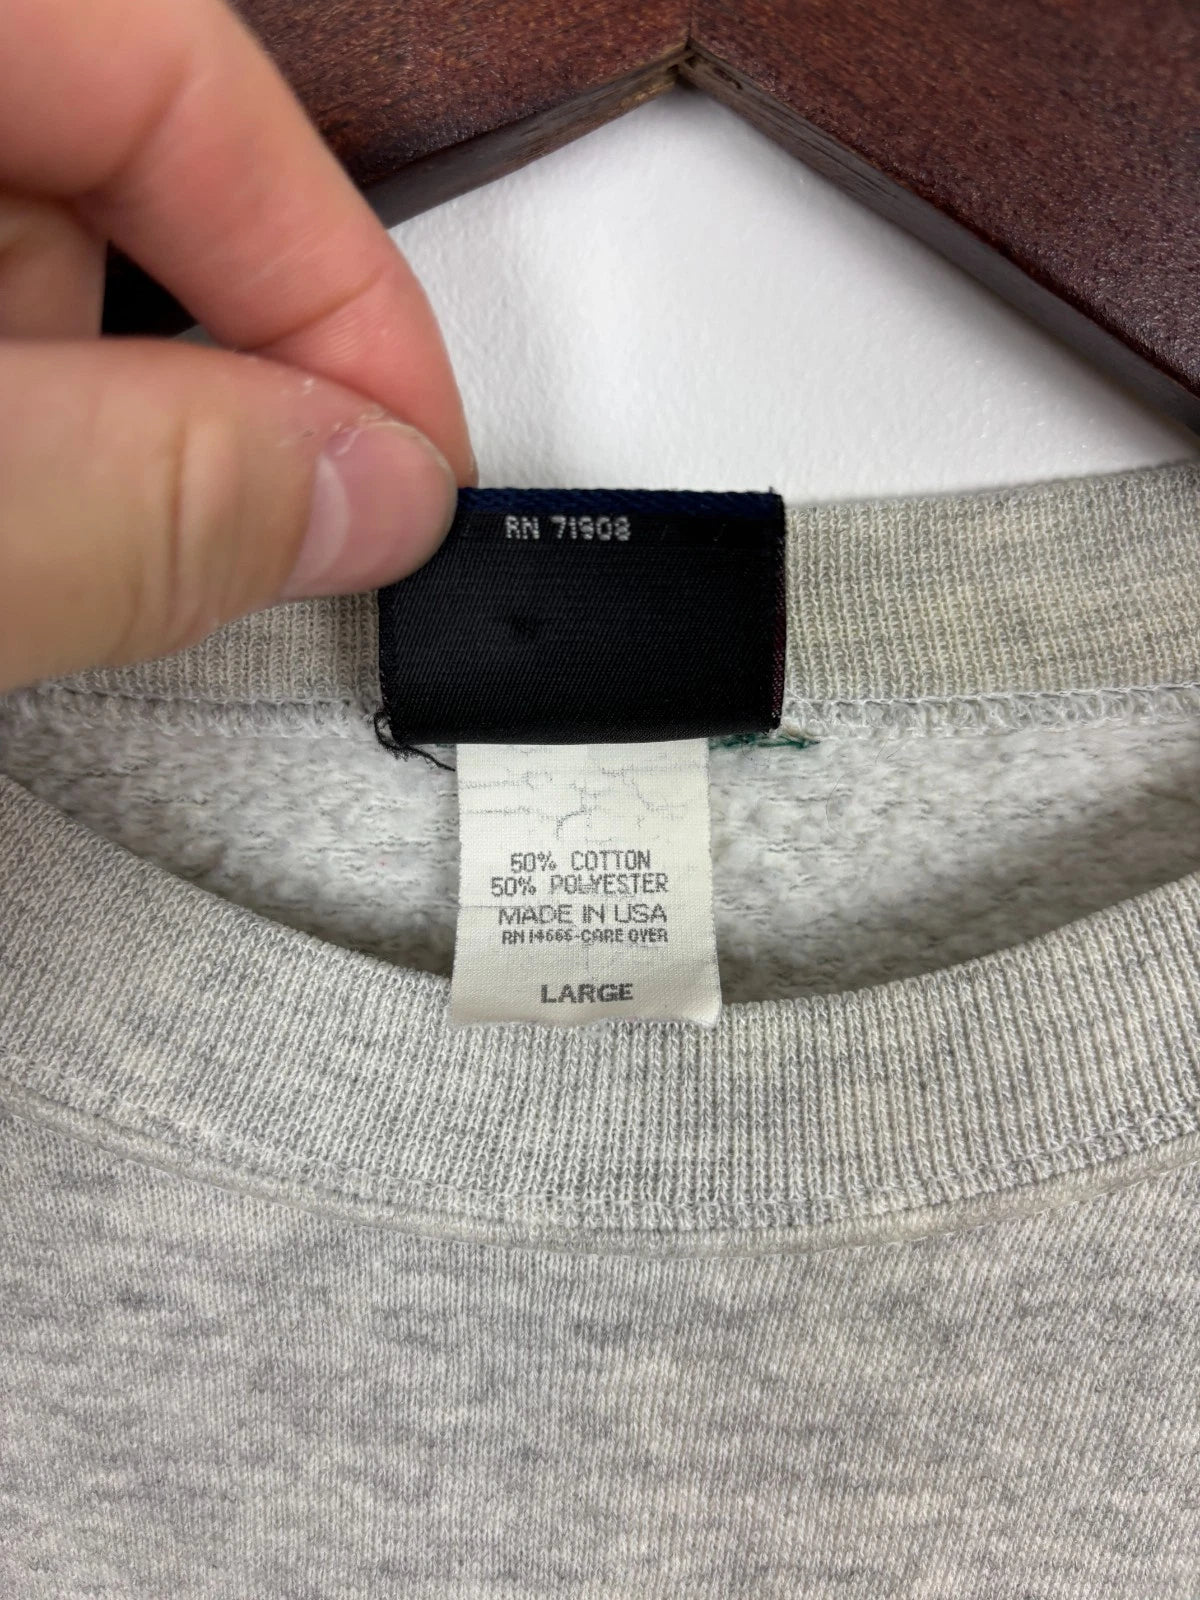 RN 71908
50% COTTON
50% POLYESTER
MADE IN USA
RN 14666-CARE OVER
LARGE